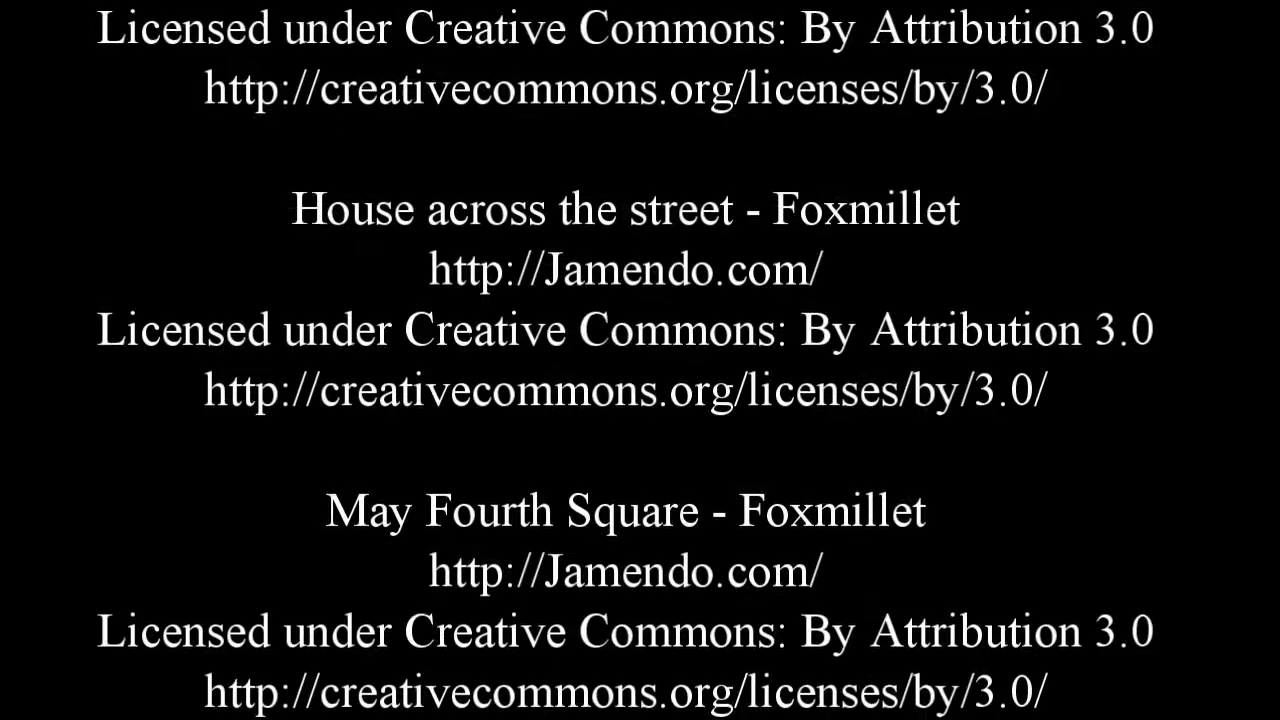 Licensed under Creative Commons: By Attribution 3.0
http://creativecommons.org/licenses/by/3.0/
House across the street - Foxmillet
http://Jamendo.com/
Licensed under Creative Commons: By Attribution 3.0
http://creativecommons.org/licenses/by/3.0/
May Fourth Square - Foxmillet
http://Jamendo.com/
Licensed under Creative Commons: By Attribution 3.0
http://creativecommons.org/licenses/by/3.0/